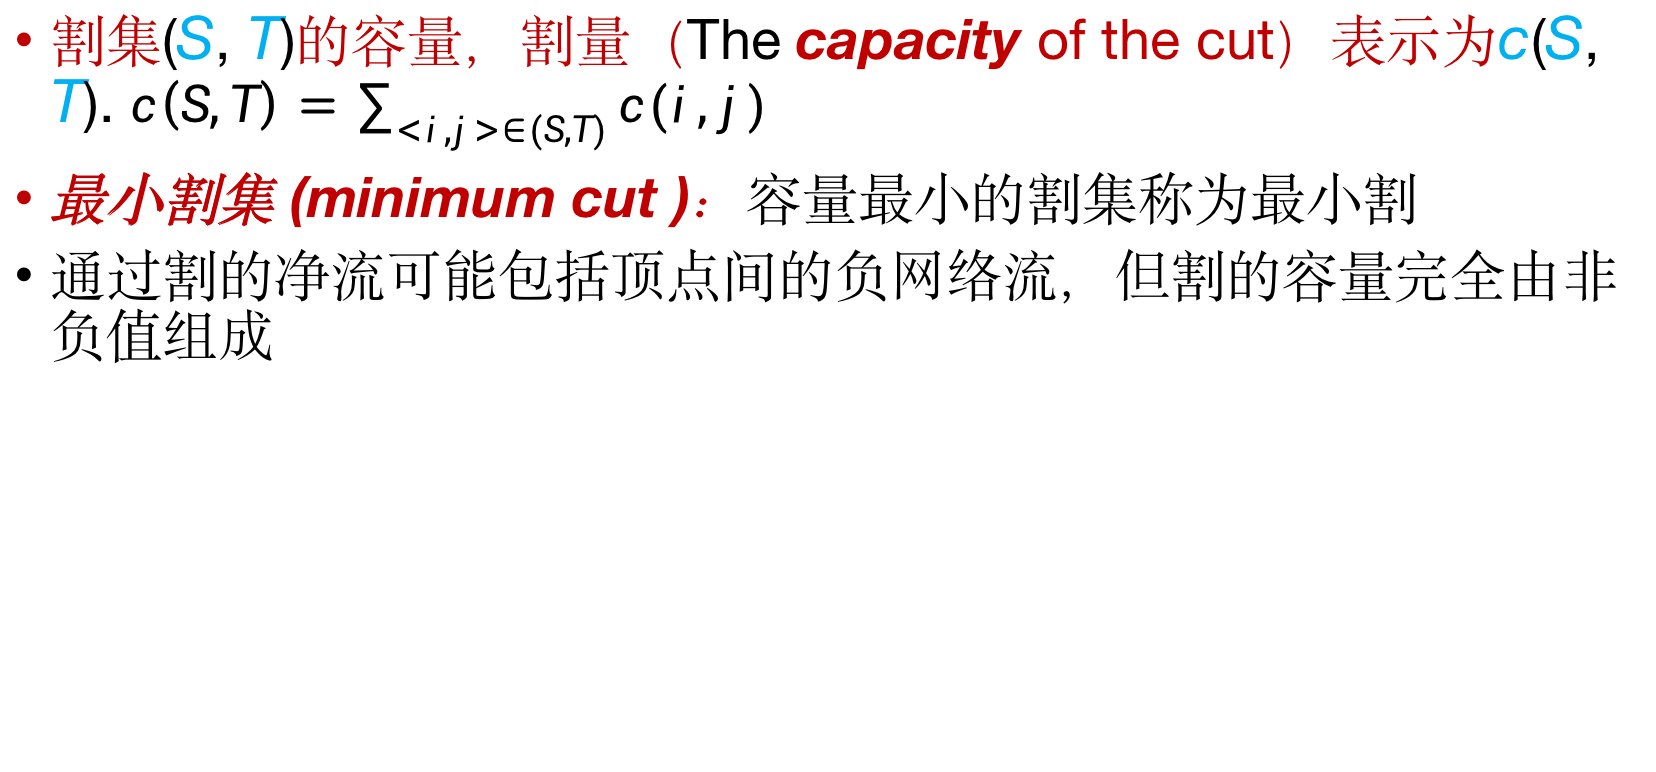 • 割集(S, T)的容量，割量（The capacity of the cut）表示为c(S,
T). c(S,T) = ∑<i,j>∈(S,T) c(i,j)
• 最小割集 (minimum cut )：容量最小的割集称为最小割
• 通过割的净流可能包括顶点间的负网络流，但割的容量完全由非
负值组成